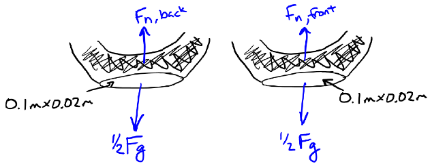 Fn, back
Fn, front
0.1m×0.02m
0.1m×0.02m
½Fg
½Fg